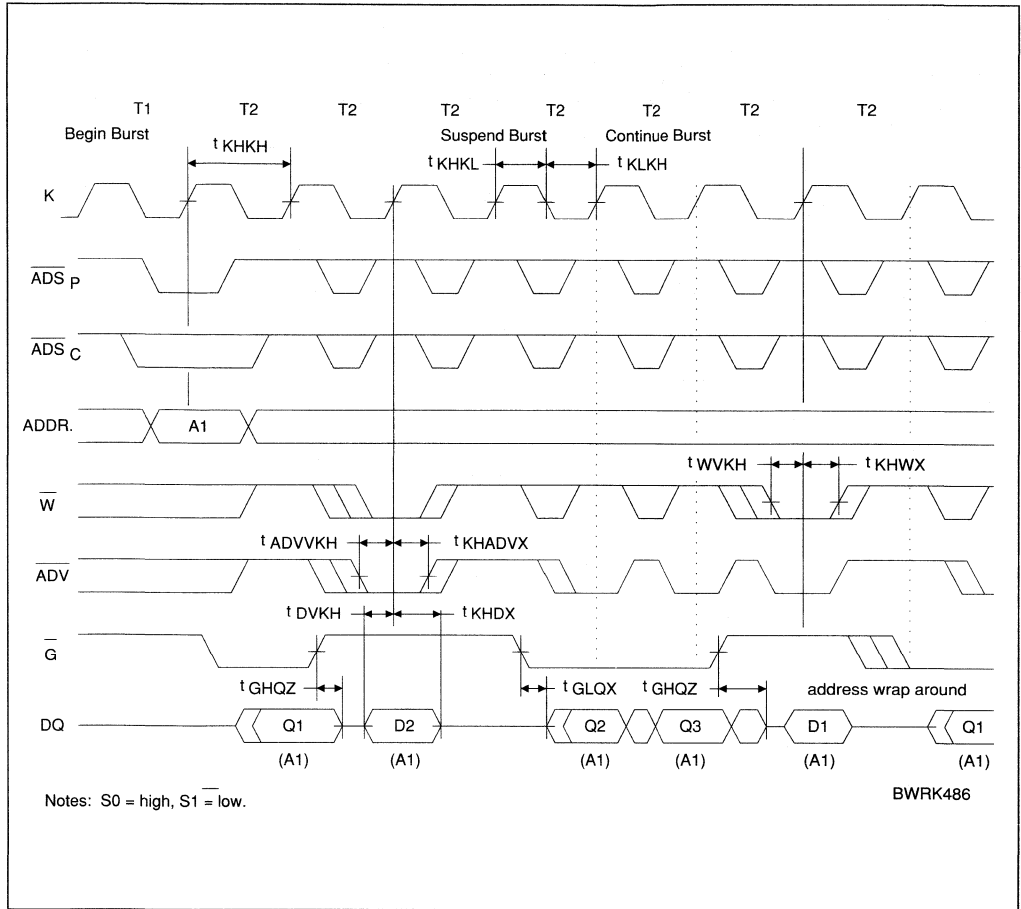 T1 T2 T2 T2 T2 T2 T2 T2
Begin Burst Suspend Burst Continue Burst
t KHKH t KHKL t KLKH
K
ADS P
ADS C
ADDR. A1
t WVKH t KHWX
W
t ADVVKH t KHADVX
ADV
t DVKH t KHDX
G
t GHQZ t GLQX t GHQZ address wrap around
DQ Q1 D2 Q2 Q3 D1 Q1
(A1) (A1) (A1) (A1) (A1) (A1)
Notes: S0 = high, S1 = low.
BWRK486